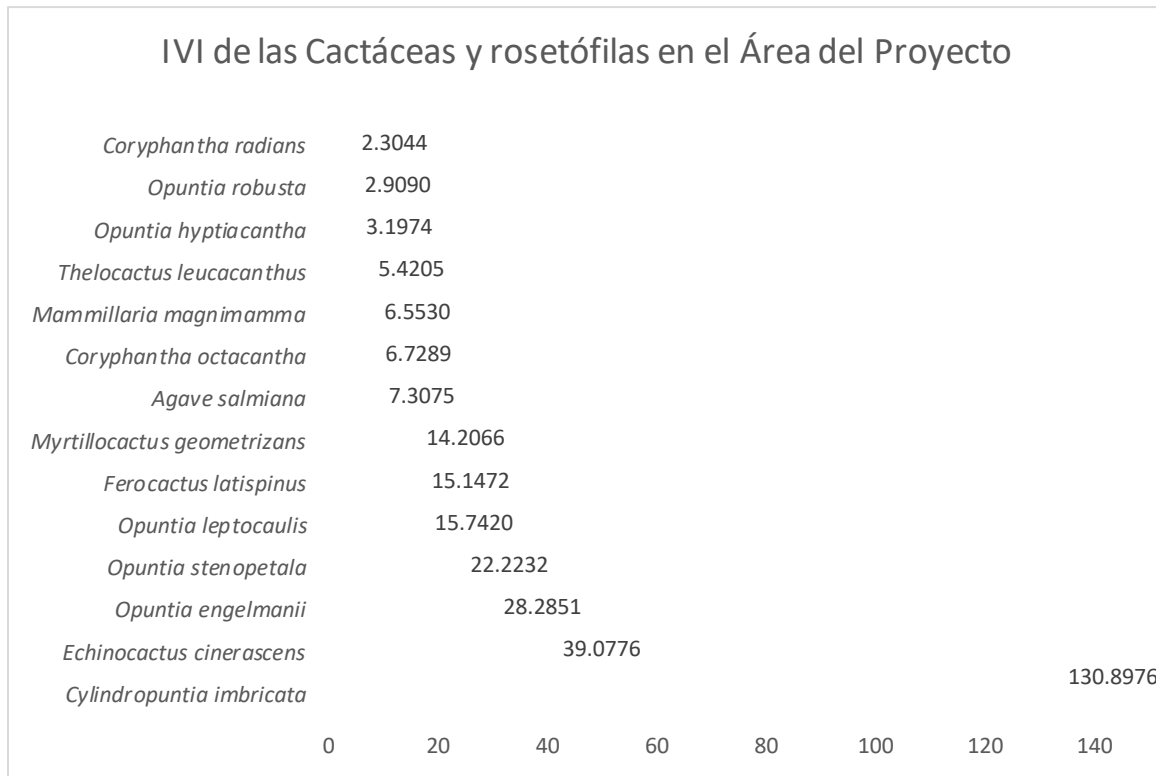 IVI de las Cactáceas y rosetófilas en el Área del Proyecto
Coryphantha radians 2.3044
Opuntia robusta 2.9090
Opuntia hyptiacantha 3.1974
Thelocactus leucacanthus 5.4205
Mammillaria magnimamma 6.5530
Coryphantha octacantha 6.7289
Agave salmiana 7.3075
Myrtillocactus geometrizans 14.2066
Ferocactus latispinus 15.1472
Opuntia leptocaulis 15.7420
Opuntia stenopetala 22.2232
Opuntia engelmanii 28.2851
Echinocactus cinerascens 39.0776
Cylindropuntia imbricata 130.8976
0 20 40 60 80 100 120 140